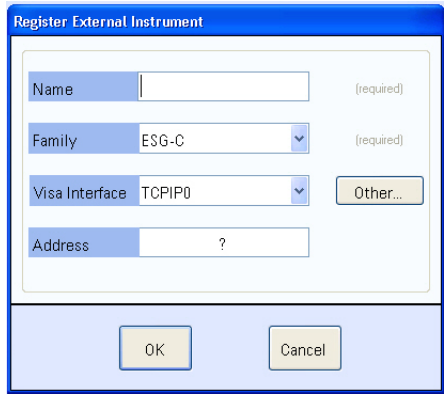 Register External Instrument
Name (required)
Family ESG-C (required)
Visa Interface TCPIP0 Other...
Address ?
OK Cancel